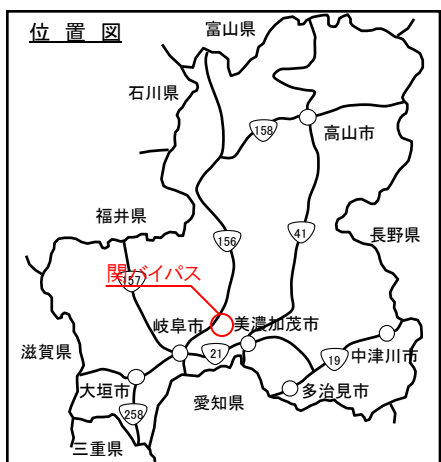 位置図
富山県
石川県
158
高山市
福井県
156
41
長野県
関バイパス
157
岐阜市
美濃加茂市
滋賀県
21
19
中津川市
大垣市
愛知県
多治見市
258
三重県